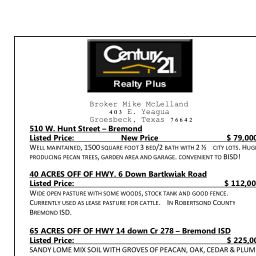 Century
21
Realty Plus
Broker Mike McLelland
403 E. Yeagua
Groesbeck, Texas 76642
510 W. Hunt Street – Bremond
Listed Price: New Price $ 79,000
WELL MAINTAINED, 1500 SQUARE FOOT 3 BED/2 BATH WITH 2 ½ CITY LOTS. HUGE
PRODUCING PECAN TREES, GARDEN AREA AND GARAGE. CONVENIENT TO BISD!
40 ACRES OFF OF HWY. 6 Down Bartkwiak Road
Listed Price: $ 112,00
WIDE OPEN PASTURE WITH SOME WOODS, STOCK TANK AND GOOD FENCE.
CURRENTLY USED AS LEASE PASTURE FOR CATTLE. IN ROBERTSOND COUNTY
BREMOND ISD.
65 ACRES OFF OF HWY 14 down Cr 278 – Bremond ISD
Listed Price: $ 225,00
SANDY LOME MIX SOIL WITH GROVES OF PEACAN, OAK, CEDAR & PLUM